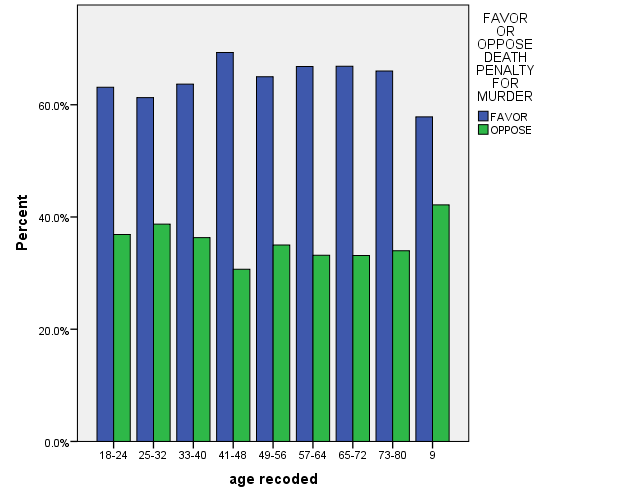 FAVOR
OR
OPPOSE
DEATH
PENALTY
FOR
MURDER
FAVOR
OPPOSE
60.0%
40.0%
20.0%
0.0%
Percent
18-24 25-32 33-40 41-48 49-56 57-64 65-72 73-80 9
age recoded